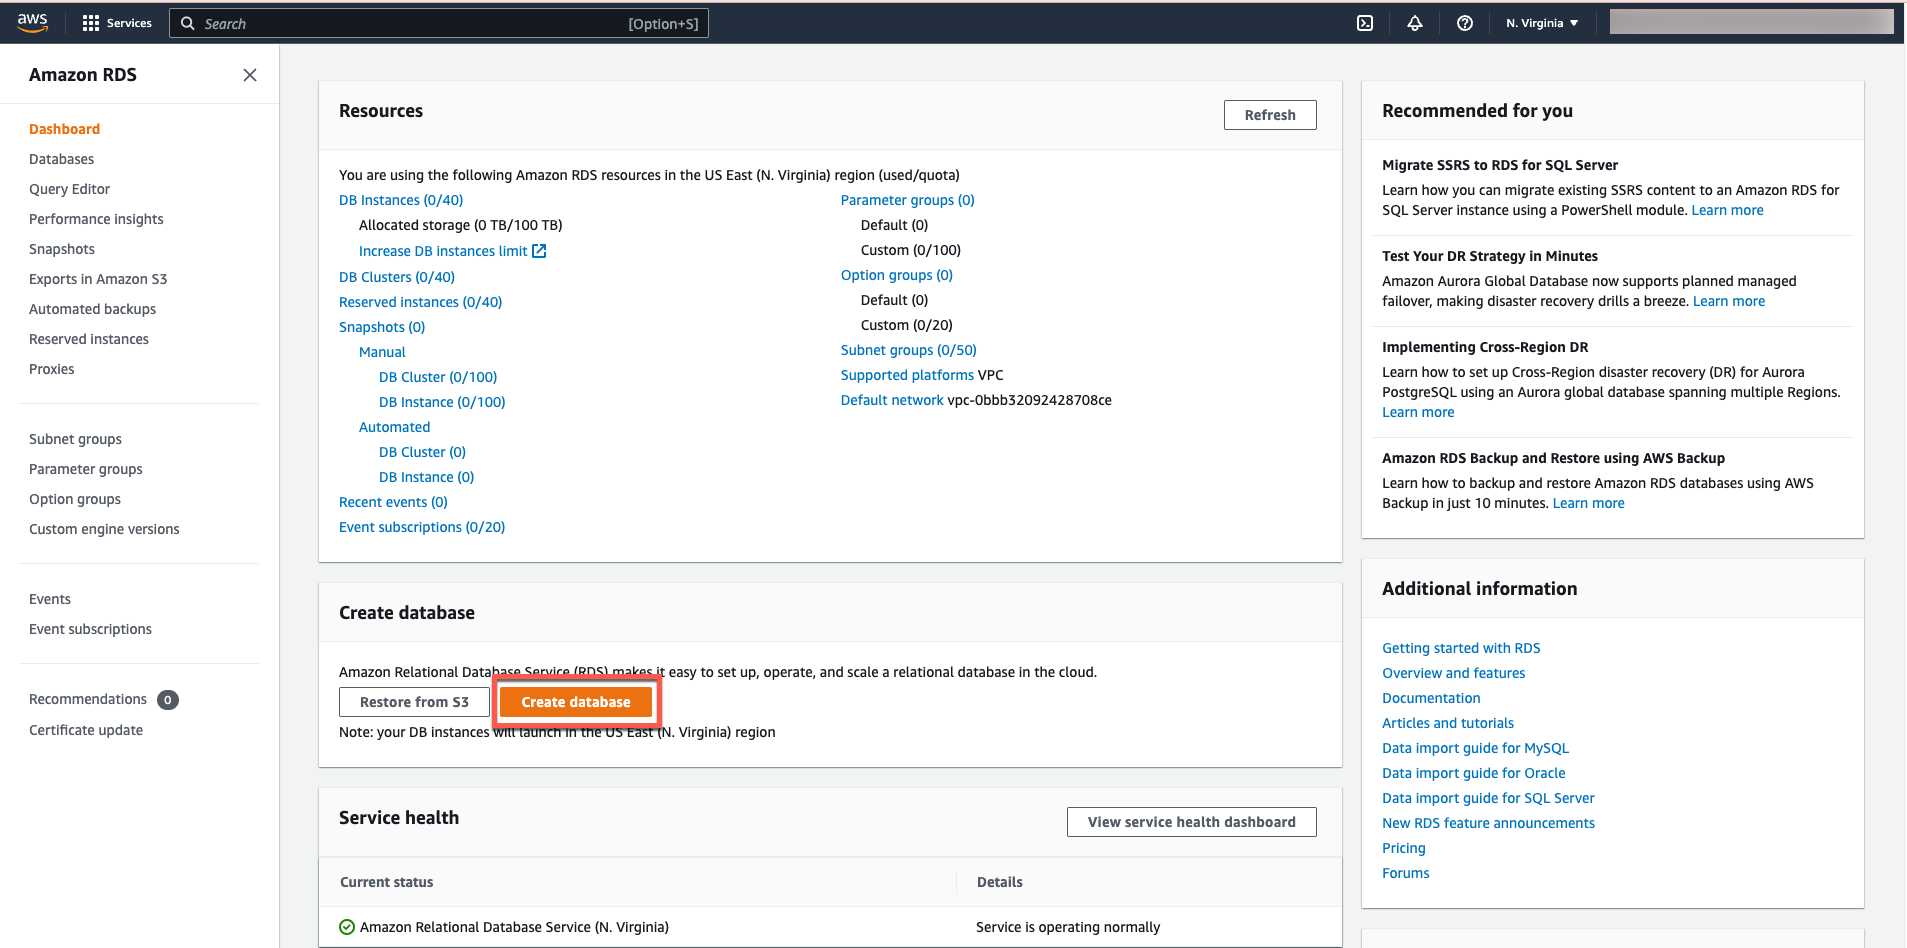 aws
Services
Search
[Option+S]
N. Virginia
Amazon RDS
Dashboard
Databases
Query Editor
Performance insights
Snapshots
Exports in Amazon S3
Automated backups
Reserved instances
Proxies
Subnet groups
Parameter groups
Option groups
Custom engine versions
Events
Event subscriptions
Recommendations 0
Certificate update
Resources
Refresh
You are using the following Amazon RDS resources in the US East (N. Virginia) region (used/quota)
DB Instances (0/40)
Allocated storage (0 TB/100 TB)
Increase DB instances limit
DB Clusters (0/40)
Reserved instances (0/40)
Snapshots (0)
Manual
DB Cluster (0/100)
DB Instance (0/100)
Automated
DB Cluster (0)
DB Instance (0)
Recent events (0)
Event subscriptions (0/20)
Parameter groups (0)
Default (0)
Custom (0/100)
Option groups (0)
Default (0)
Custom (0/20)
Subnet groups (0/50)
Supported platforms VPC
Default network vpc-0bbb32092428708ce
Create database
Amazon Relational Database Service (RDS) makes it easy to set up, operate, and scale a relational database in the cloud.
Restore from S3
Create database
Note: your DB instances will launch in the US East (N. Virginia) region
Service health
View service health dashboard
Current status
Details
Amazon Relational Database Service (N. Virginia)
Service is operating normally
Recommended for you
Migrate SSRS to RDS for SQL Server
Learn how you can migrate existing SSRS content to an Amazon RDS for
SQL Server instance using a PowerShell module. Learn more
Test Your DR Strategy in Minutes
Amazon Aurora Global Database now supports planned managed
failover, making disaster recovery drills a breeze. Learn more
Implementing Cross-Region DR
Learn how to set up Cross-Region disaster recovery (DR) for Aurora
PostgreSQL using an Aurora global database spanning multiple Regions.
Learn more
Amazon RDS Backup and Restore using AWS Backup
Learn how to backup and restore Amazon RDS databases using AWS
Backup in just 10 minutes. Learn more
Additional information
Getting started with RDS
Overview and features
Documentation
Articles and tutorials
Data import guide for MySQL
Data import guide for Oracle
Data import guide for SQL Server
New RDS feature announcements
Pricing
Forums